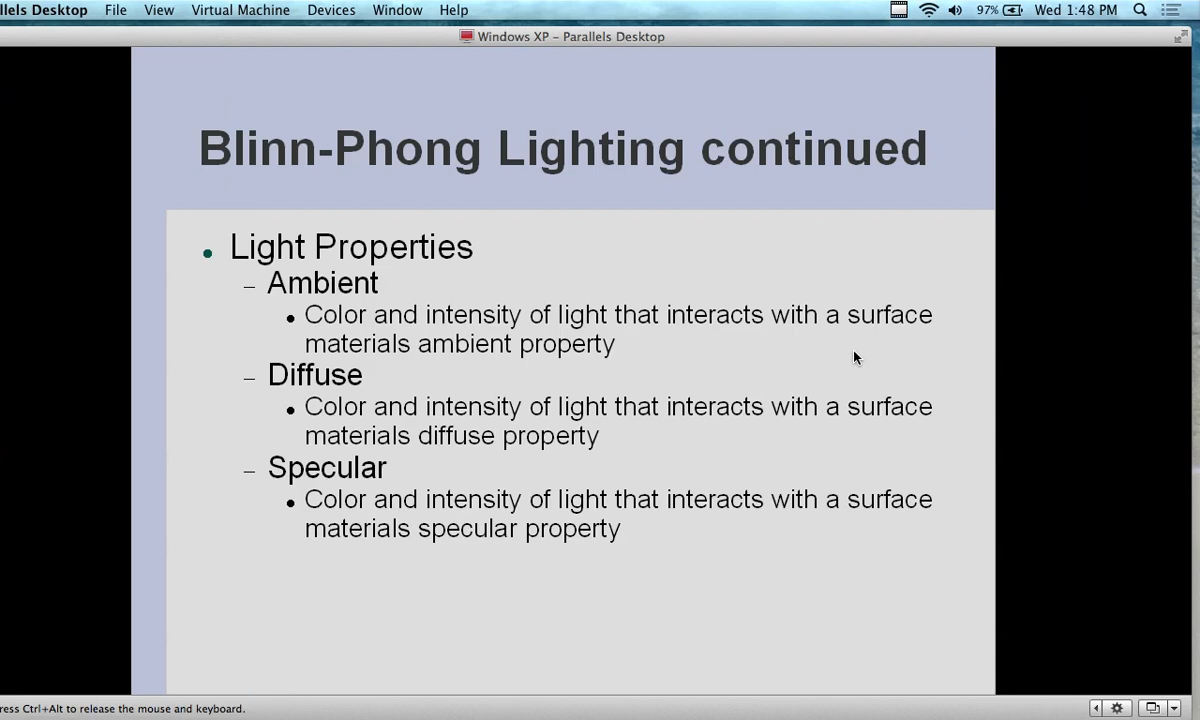 llels Desktop File View Virtual Machine Devices Window Help 97% Wed 1:48 PM
Windows XP – Parallels Desktop
Blinn-Phong Lighting continued
• Light Properties
– Ambient
• Color and intensity of light that interacts with a surface
materials ambient property
– Diffuse
• Color and intensity of light that interacts with a surface
materials diffuse property
– Specular
• Color and intensity of light that interacts with a surface
materials specular property
ress Ctrl+Alt to release the mouse and keyboard.